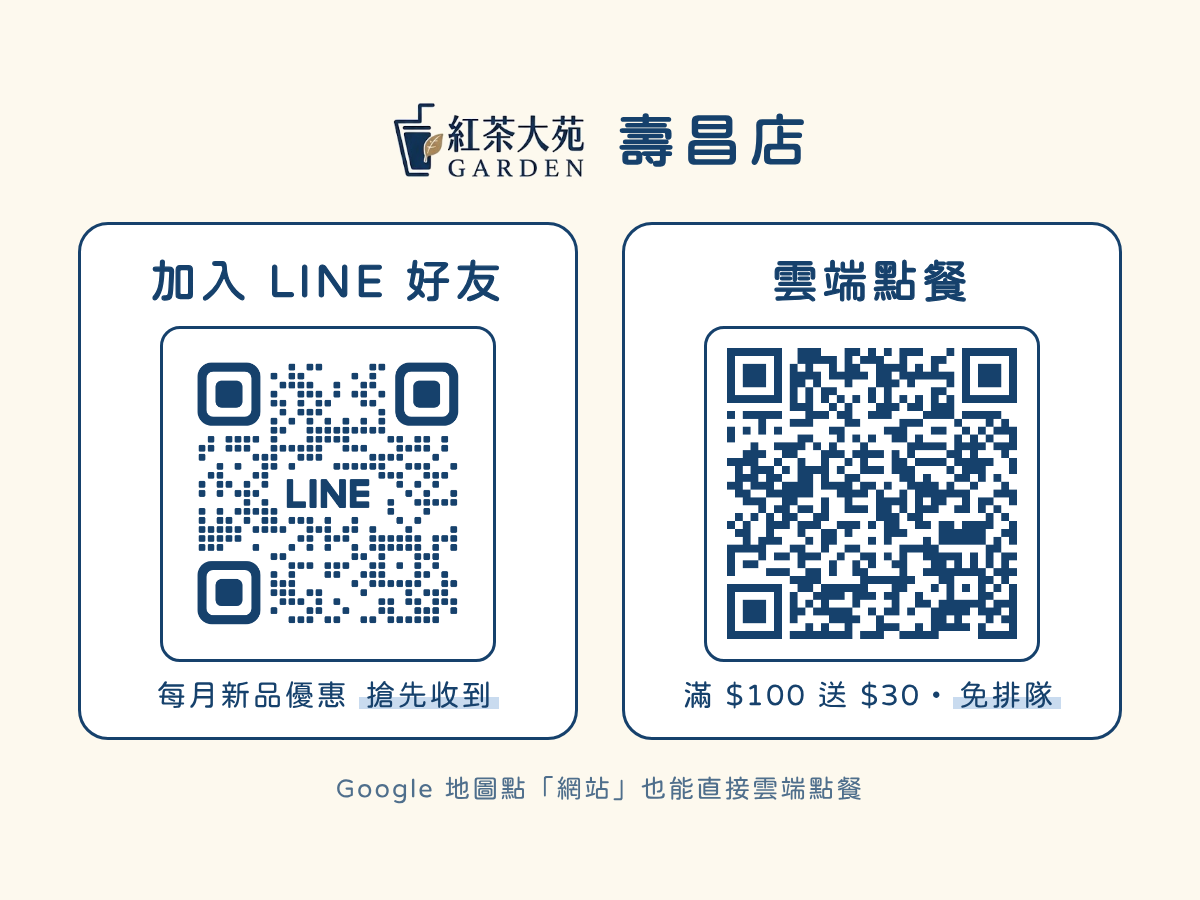 紅茶大苑
GARDEN
壽昌店
加入 LINE 好友
LINE
每月新品優惠 搶先收到
雲端點餐
滿 $100 送 $30・免排隊
Google 地圖點「網站」也能直接雲端點餐